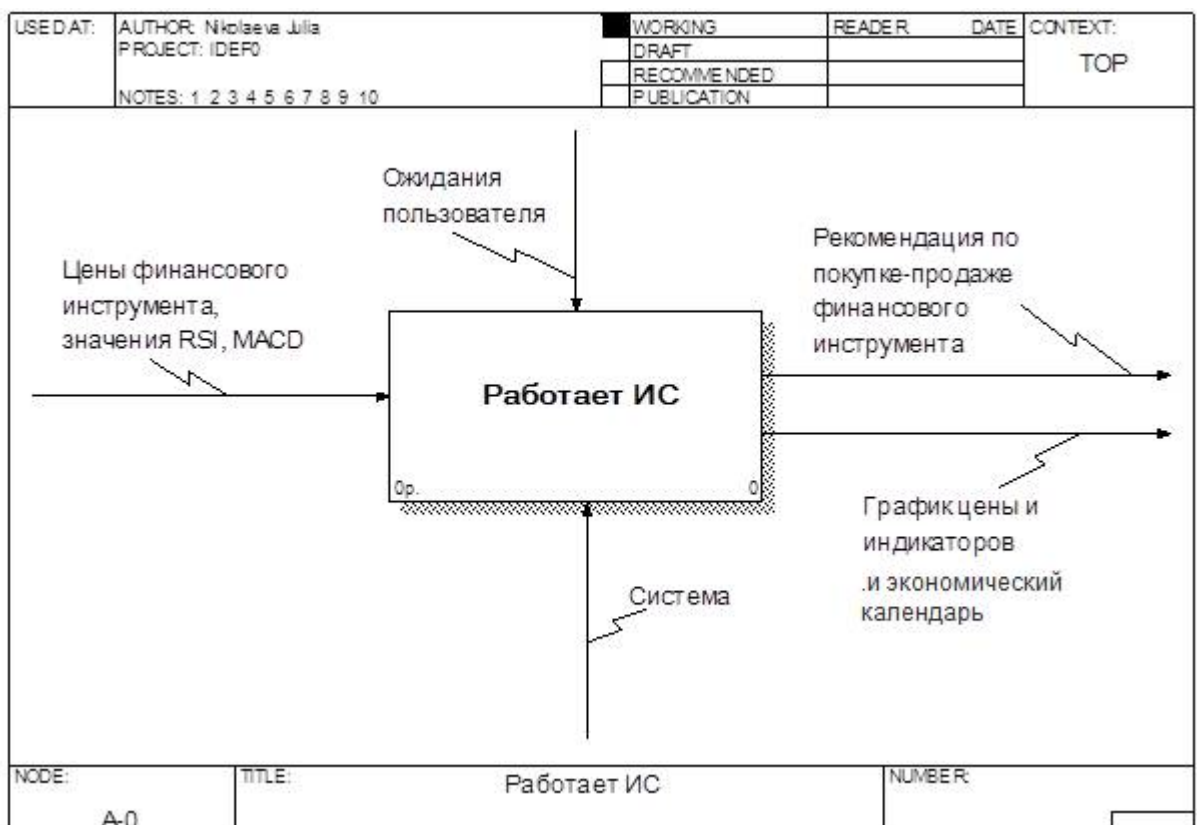 USED AT:
AUTHOR: Nikolaeva Julia
PROJECT: IDEF0
NOTES: 1 2 3 4 5 6 7 8 9 10
WORKING
DRAFT
RECOMMENDED
PUBLICATION
READER DATE
CONTEXT:
TOP
Ожидания
пользователя
Цены финансового
инструмента,
значения RSI, MACD
Рекомендация по
покупке-продаже
финансового
инструмента
Работает ИС
0р. 0
График цены и
индикаторов
.и экономический
календарь
Система
NODE:
A-0
TITLE:
Работает ИС
NUMBER: